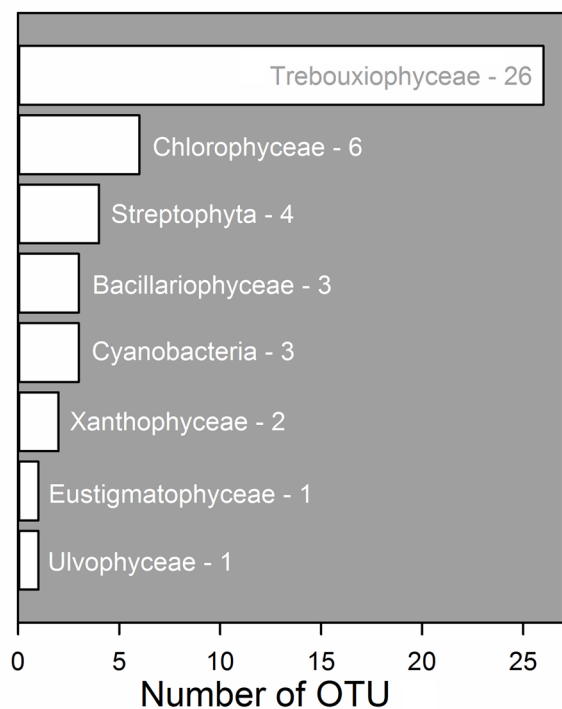 Trebouxiophyceae - 26
Chlorophyceae - 6
Streptophyta - 4
Bacillariophyceae - 3
Cyanobacteria - 3
Xanthophyceae - 2
Eustigmatophyceae - 1
Ulvophyceae - 1
0 5 10 15 20 25
Number of OTU